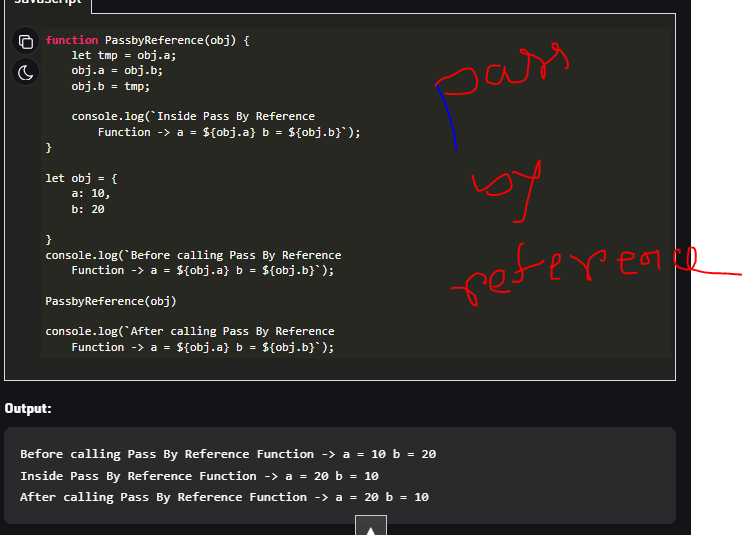 JavaScript
function PassbyReference(obj) {
    let tmp = obj.a;
    obj.a = obj.b;
    obj.b = tmp;

    console.log(`Inside Pass By Reference
        Function -> a = ${obj.a} b = ${obj.b}`);
}

let obj = {
    a: 10,
    b: 20

}
console.log(`Before calling Pass By Reference
    Function -> a = ${obj.a} b = ${obj.b}`);

PassbyReference(obj)

console.log(`After calling Pass By Reference
    Function -> a = ${obj.a} b = ${obj.b}`);
pass
by
reference
Output:
Before calling Pass By Reference Function -> a = 10 b = 20
Inside Pass By Reference Function -> a = 20 b = 10
After calling Pass By Reference Function -> a = 20 b = 10